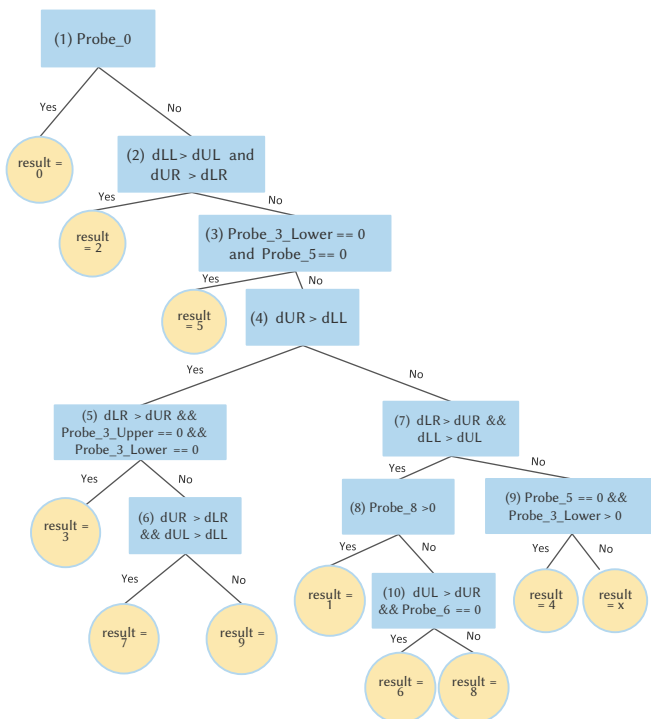 (1) Probe_0
Yes
No
result =
0
(2) dLL> dUL and
dUR > dLR
Yes
No
result
= 2
(3) Probe_3_Lower == 0
and Probe_5== 0
Yes
No
result
= 5
(4) dUR > dLL
Yes
No
(5) dLR > dUR &&
Probe_3_Upper == 0 &&
Probe_3_Lower == 0
(7) dLR> dUR &&
dLL > dUL
Yes
No
Yes
No
result =
3
(6) dUR > dLR
&& dUL > dLL
(8) Probe_8 >0
(9) Probe_5 == 0 &&
Probe_3_Lower > 0
Yes
No
Yes
No
Yes
No
result =
7
result =
9
result =
1
(10) dUL > dUR
&& Probe_6 == 0
result
= 4
result
= x
Yes
No
result =
6
result =
8